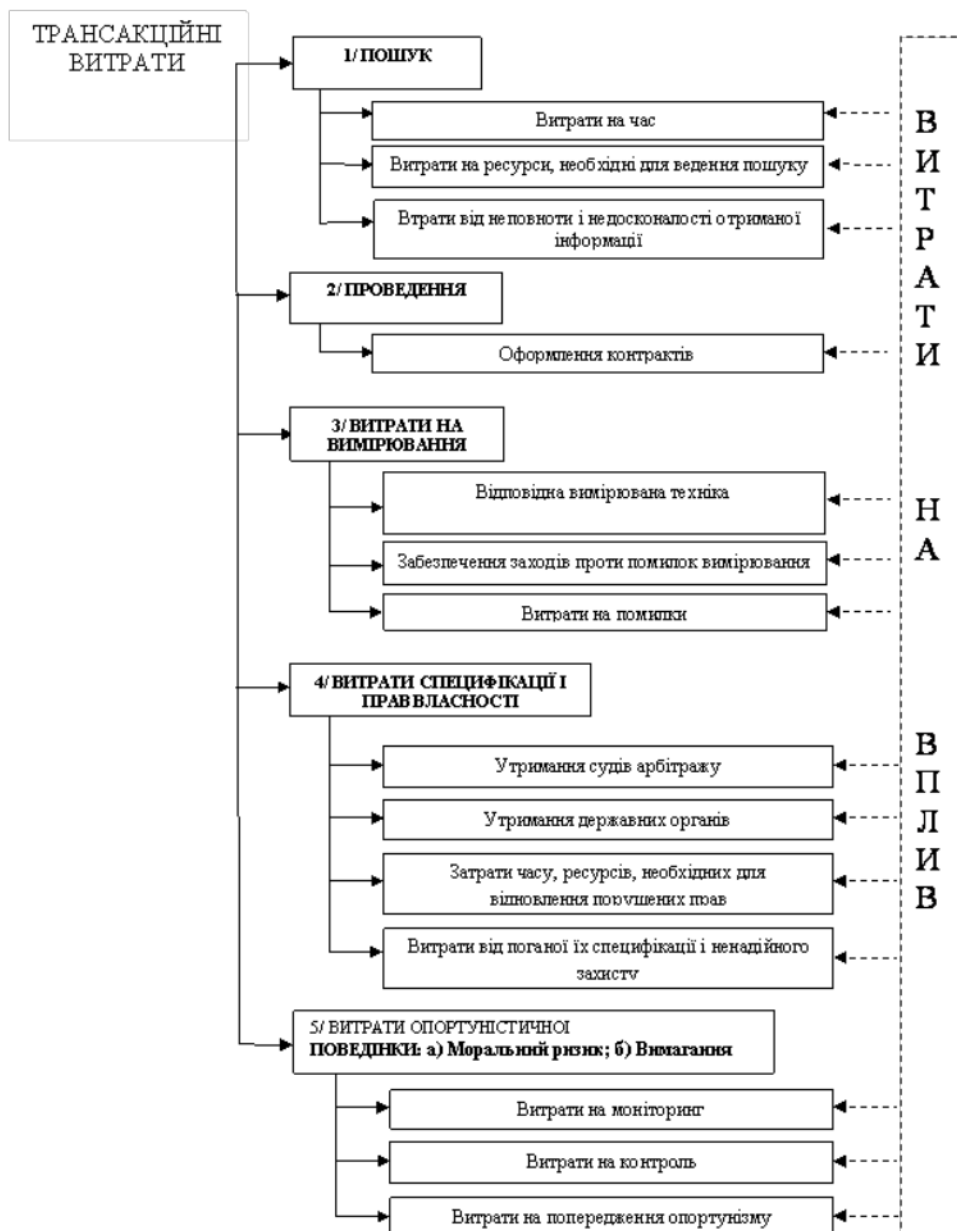 ТРАНСАКЦІЙНІ
ВИТРАТИ
1/ ПОШУК
Витрати на час
Витрати на ресурси, необхідні для ведення пошуку
Втрати від неповноти і недосконалості отриманої
інформації
2/ ПРОВЕДЕННЯ
Оформлення контрактів
3/ ВИТРАТИ НА
ВИМІРЮВАННЯ
Відповідна вимірювана техніка
Забезпечення заходів проти помилок вимірювання
Витрати на помилки
4/ ВИТРАТИ СПЕЦИФІКАЦІЇ І
ПРАВ ВЛАСНОСТІ
Утримання судів арбітражу
Утримання державних органів
Затрати часу, ресурсів, необхідних для
відновлення порушених прав
Витрати від поганої їх специфікації і ненадійного
захисту
5/ ВИТРАТИ ОПОРТУНІСТИЧНОЇ
ПОВЕДІНКИ: а) Моральний ризик; б) Вимагання
Витрати на моніторинг
Витрати на контроль
Витрати на попередження опортунізму
ВИТРАТИ
НА
ВПЛИВ